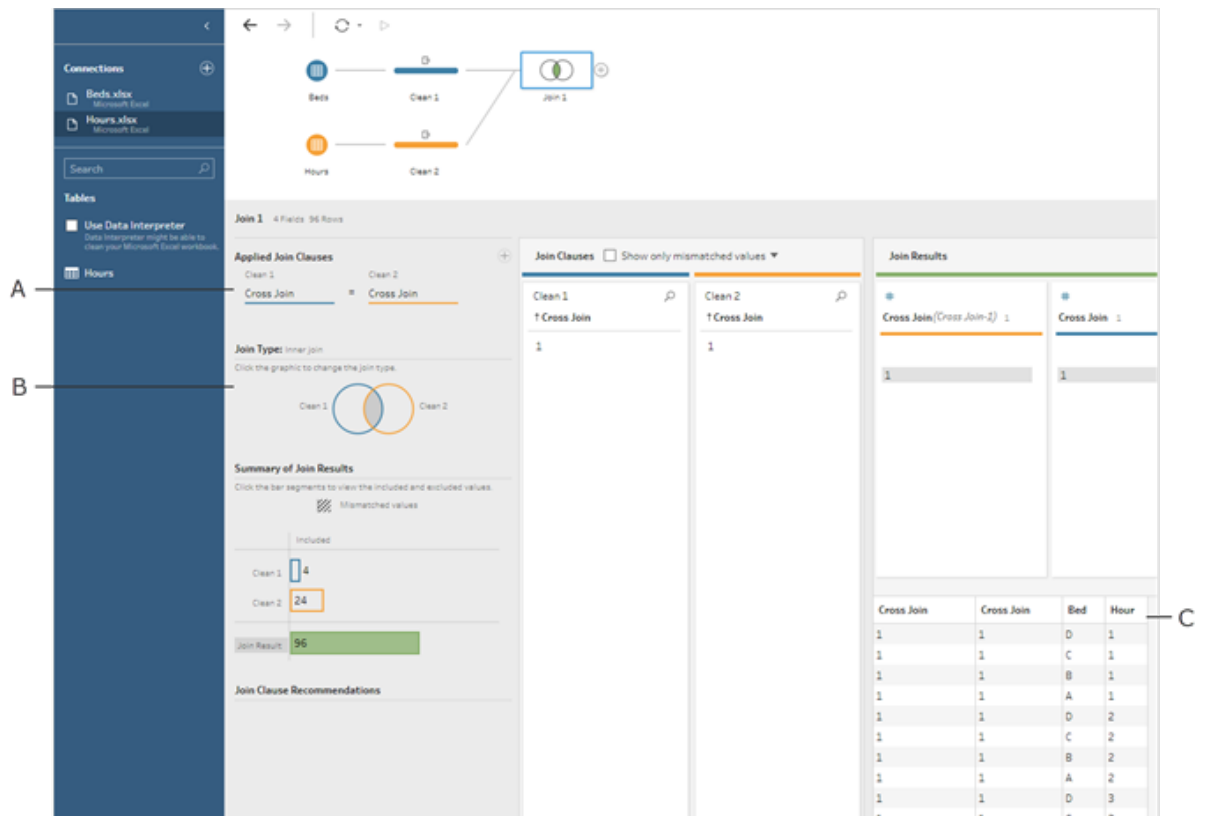 Connections
Beds.xlsx
Microsoft Excel
Hours.xlsx
Microsoft Excel
Search
Tables
Use Data Interpreter
Data Interpreter might be able to
clean your Microsoft Excel workbook.
Hours
Beds
Clean 1
Join 1
Hours
Clean 2
Join 1 4 Fields 96 Rows
Applied Join Clauses
Clean 1 Clean 2
A
Cross Join = Cross Join
Join Type: inner join
Click the graphic to change the join type.
B
Clean 1 Clean 2
Summary of Join Results
Click the bar segments to view the included and excluded values.
Mismatched values
Included
Clean 1 4
Clean 2 24
Join Result 96
Join Clause Recommendations
Join Clauses Show only mismatched values
Clean 1 Clean 2
↑ Cross Join ↑ Cross Join
1 1
Join Results
# #
Cross Join(Cross Join-1) 1 Cross Join 1
1 1
C
Cross Join Cross Join Bed Hour
1 1 D 1
1 1 C 1
1 1 B 1
1 1 A 1
1 1 D 2
1 1 C 2
1 1 B 2
1 1 A 2
1 1 D 3